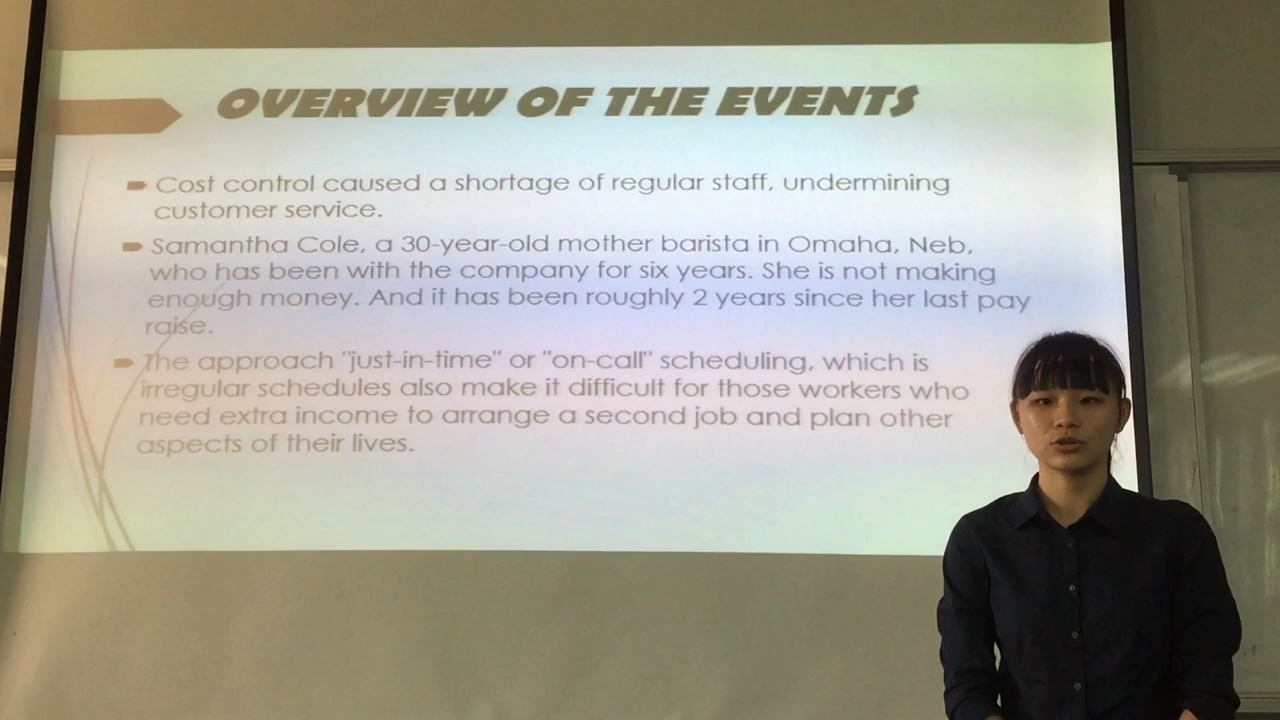 OVERVIEW OF THE EVENTS
Cost control caused a shortage of regular staff, undermining
customer service.
Samantha Cole, a 30-year-old mother barista in Omaha, Neb,
who has been with the company for six years. She is not making
enough money. And it has been roughly 2 years since her last pay
raise.
The approach "just-in-time" or "on-call" scheduling, which is
irregular schedules also make it difficult for those workers who
need extra income to arrange a second job and plan other
aspects of their lives.